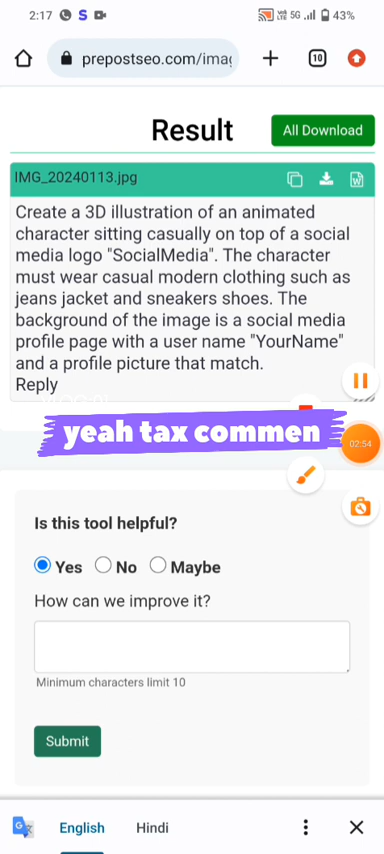 2:17 S 5G 43%
prepostseo.com/ima
10
Result
All Download
IMG_20240113.jpg
Create a 3D illustration of an animated
character sitting casually on top of a social
media logo "SocialMedia". The character
must wear casual modern clothing such as
jeans jacket and sneakers shoes. The
background of the image is a social media
profile page with a user name "YourName"
and a profile picture that match.
Reply
yeah tax commen
02:54
Is this tool helpful?
Yes No Maybe
How can we improve it?
Minimum characters limit 10
Submit
English Hindi